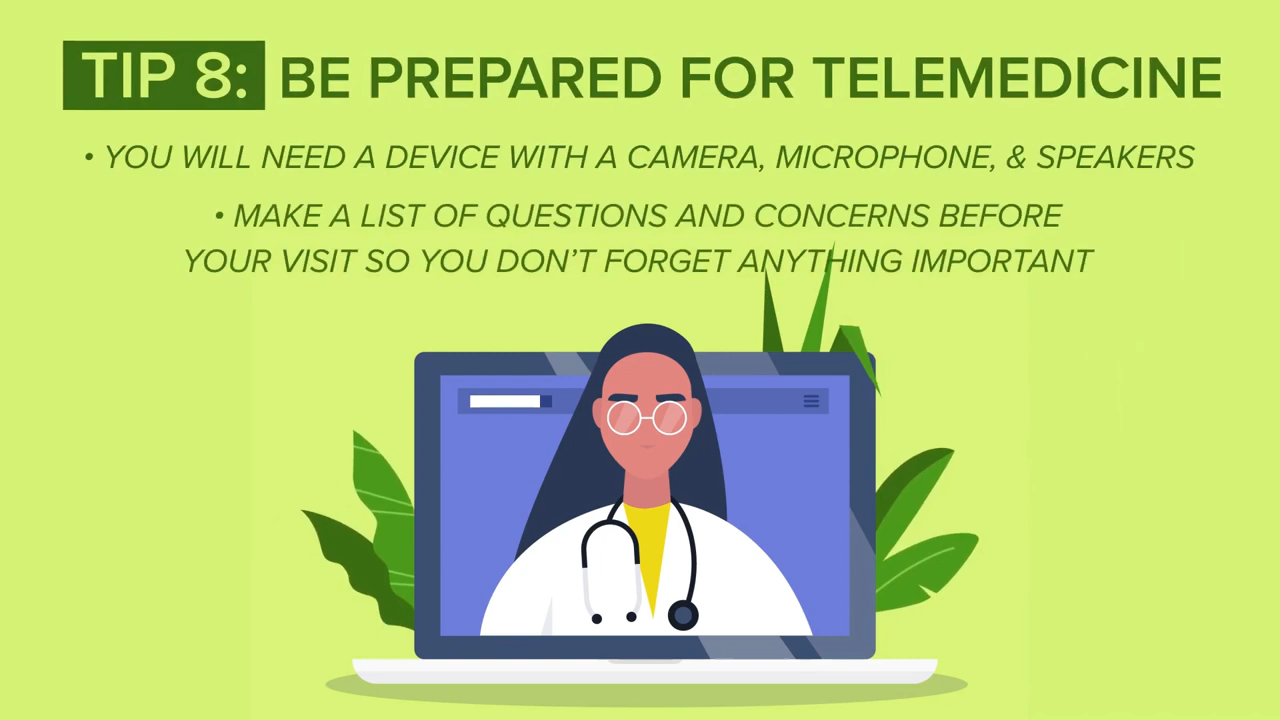 TIP 8: BE PREPARED FOR TELEMEDICINE
• YOU WILL NEED A DEVICE WITH A CAMERA, MICROPHONE, & SPEAKERS
• MAKE A LIST OF QUESTIONS AND CONCERNS BEFORE
YOUR VISIT SO YOU DON’T FORGET ANYTHING IMPORTANT